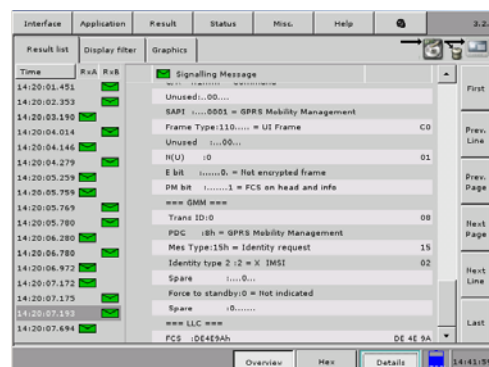 Interface Application Result Status Misc. Help 3.2.
Result list Display filter Graphics
Time RxA RxB Signalling Message
14:20:01.451
14:20:02.353
14:20:03.190
14:20:04.014
14:20:04.146
14:20:04.279
14:20:05.259
14:20:05.759
14:20:05.769
14:20:05.780
14:20:06.280
14:20:06.780
14:20:06.972
14:20:07.172
14:20:07.175
14:20:07.193
14:20:07.694
Unused:..00....
SAPI :....0001 = GPRS Mobility Management
Frame Type:110..... = UI Frame C0
Unused :...00...
N(U) :0 01
E bit :......0. = Not encrypted frame
PM bit :.......1 = FCS on head and info
=== GMM ===
Trans ID:0 08
PDC :8h = GPRS Mobility Management
Mes Type:15h = Identity request 15
Identity type 2 :2 = X IMSI 02
Spare :....0...
Force to standby:0 = Not indicated
Spare :0.......
=== LLC ===
FCS :DE4E9Ah DE 4E 9A
First
Prev. Line
Prev. Page
Next Page
Next Line
Last
Overview Hex Details 14:41:59